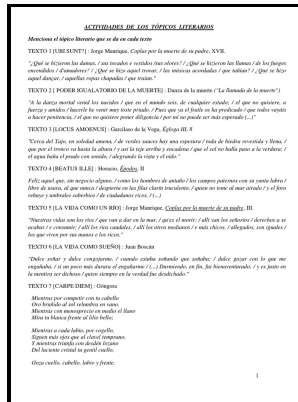 ACTIVIDADES DE LOS TÓPICOS LITERARIOS
Menciona el tópico literario que se da en cada texto
TEXTO 1 [UBI SUNT?] : Jorge Manrique, Coplas por la muerte de su padre, XVII.
"¿Qué se hizieron las damas, / sus tocados e vestidos /sus olores? / ¿Qué se hizieron las llamas / de los fuegos
encendidos / d'amadores? / ¿Qué se hizo aquel trovar, / las músicas acordadas / que tañían? / ¿Qué se hizo
aquel dançar, / aquellas ropas chapadas / que traían."
TEXTO 2 [ PODER IGUALATORIO DE LA MUERTE] : Danza de la muerte ("La llamada de la muerte")
"A la danza mortal venid los nacidos / que en el mundo sois, de cualquier estado; / el que no quisiere, a
fuerza y amidos / hacerle he venir muy toste priado. / Pues que ya el fraile os ha predicado / que todos vayáis
a hacer penitencia, / el que no quisiere poner diligencia / por mí no puede ser más esperado (...)"
TEXTO 3 [LOCUS AMOENUS] : Garcilaso de la Vega, Égloga III, 8
"Cerca del Tajo, en soledad amena, / de verdes sauces hay una espesura / toda de hiedra revestida y llena, /
que por el tronco va hasta la altura / y así la teje arriba y encadena / que el sol no halla paso a la verdura; /
el agua baña el prado con sonido, / alegrando la vista y el oído."
TEXTO 4 [BEATUS ILLE] : Horacio, Épodos, II
Feliz aquel que, sin negocio alguno, / como los hombres de antaño / los campos paternos con su yunta labra /
libre de usura, al que nunca / despierta en las filas clarín truculento, / quien no teme al mar airado / y el foro
rehuye y umbrales soberbios / de ciudadanos ricos, / (...)
TEXTO 5 [LA VIDA COMO UN RÍO] : Jorge Manrique, Coplas por la muerte de su padre, III.
"Nuestras vidas son los ríos / que van a dar en la mar, / qu'es el morir; / allí van los señoríos / derechos a se
acabar / e consumir; / allí los ríos caudales, / allí los otros medianos / e más chicos, / allegados, son iguales /
los que viven por sus manos e los ricos."
TEXTO 6 [LA VIDA COMO SUEÑO] : Juan Boscán
"Dulce soñar y dulce congojarme, / cuando estaba soñando que soñaba; / dulce gozar con lo que me
engañaba, / si un poco más durara el engañarme / (...) Durmiendo, en fin, fui bienaventurado; / y es justo en
la mentira ser dichoso / quien siempre en la verdad fue desdichado."
TEXTO 7 [CARPE DIEM] : Góngora
Mientras por competir con tu cabello
Oro bruñido al sol relumbra en vano,
Mientras con menosprecio en medio el llano
Mira tu blanca frente al lilio bello;
Mientras a cada labio, por cogello,
Siguen más ojos que al clavel temprano,
Y mientras triunfa con desdén lozano
Del luciente cristal tu gentil cuello,
Goza cuello, cabello, labio y frente,
1